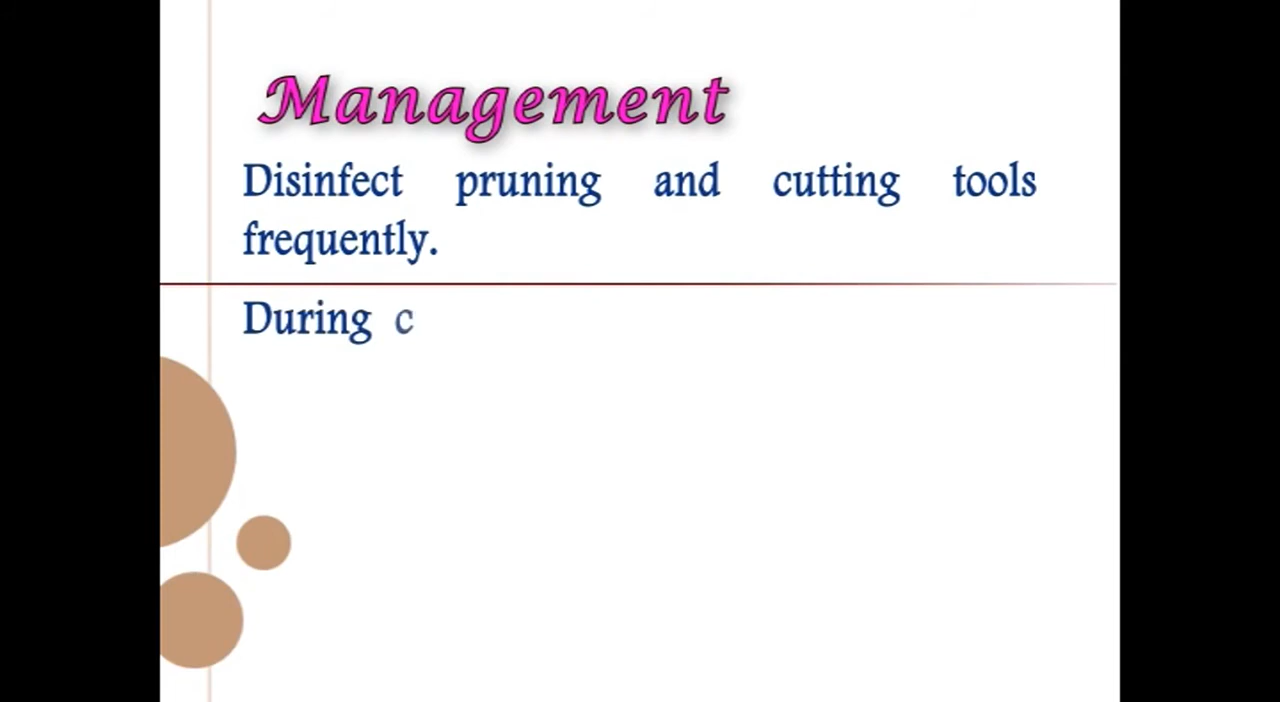 Management
Disinfect pruning and cutting tools
frequently.
During c